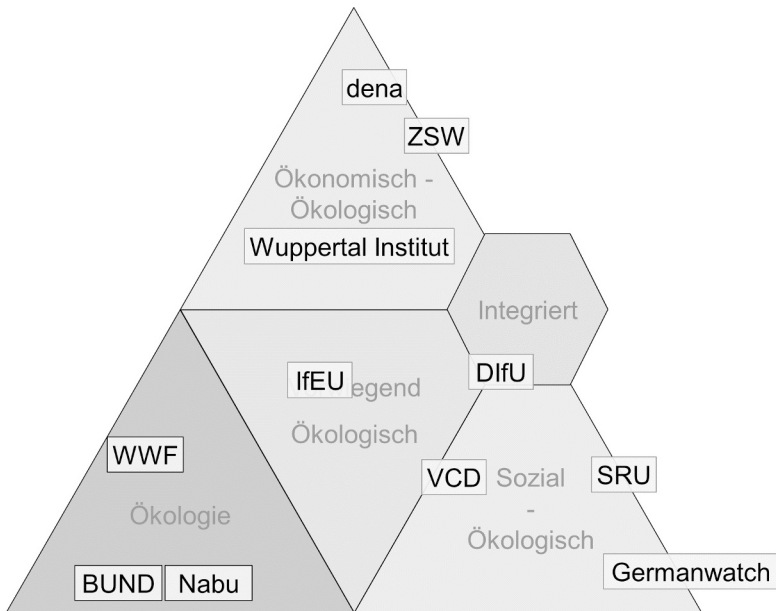 dena
ZSW
Ökonomisch -
Ökologisch
Wuppertal Institut
Integriert
IfEU
egend
Ökologisch
DIfU
WWF
Ökologie
BUND
Nabu
VCD
Sozial
-
Ökologisch
SRU
Germanwatch